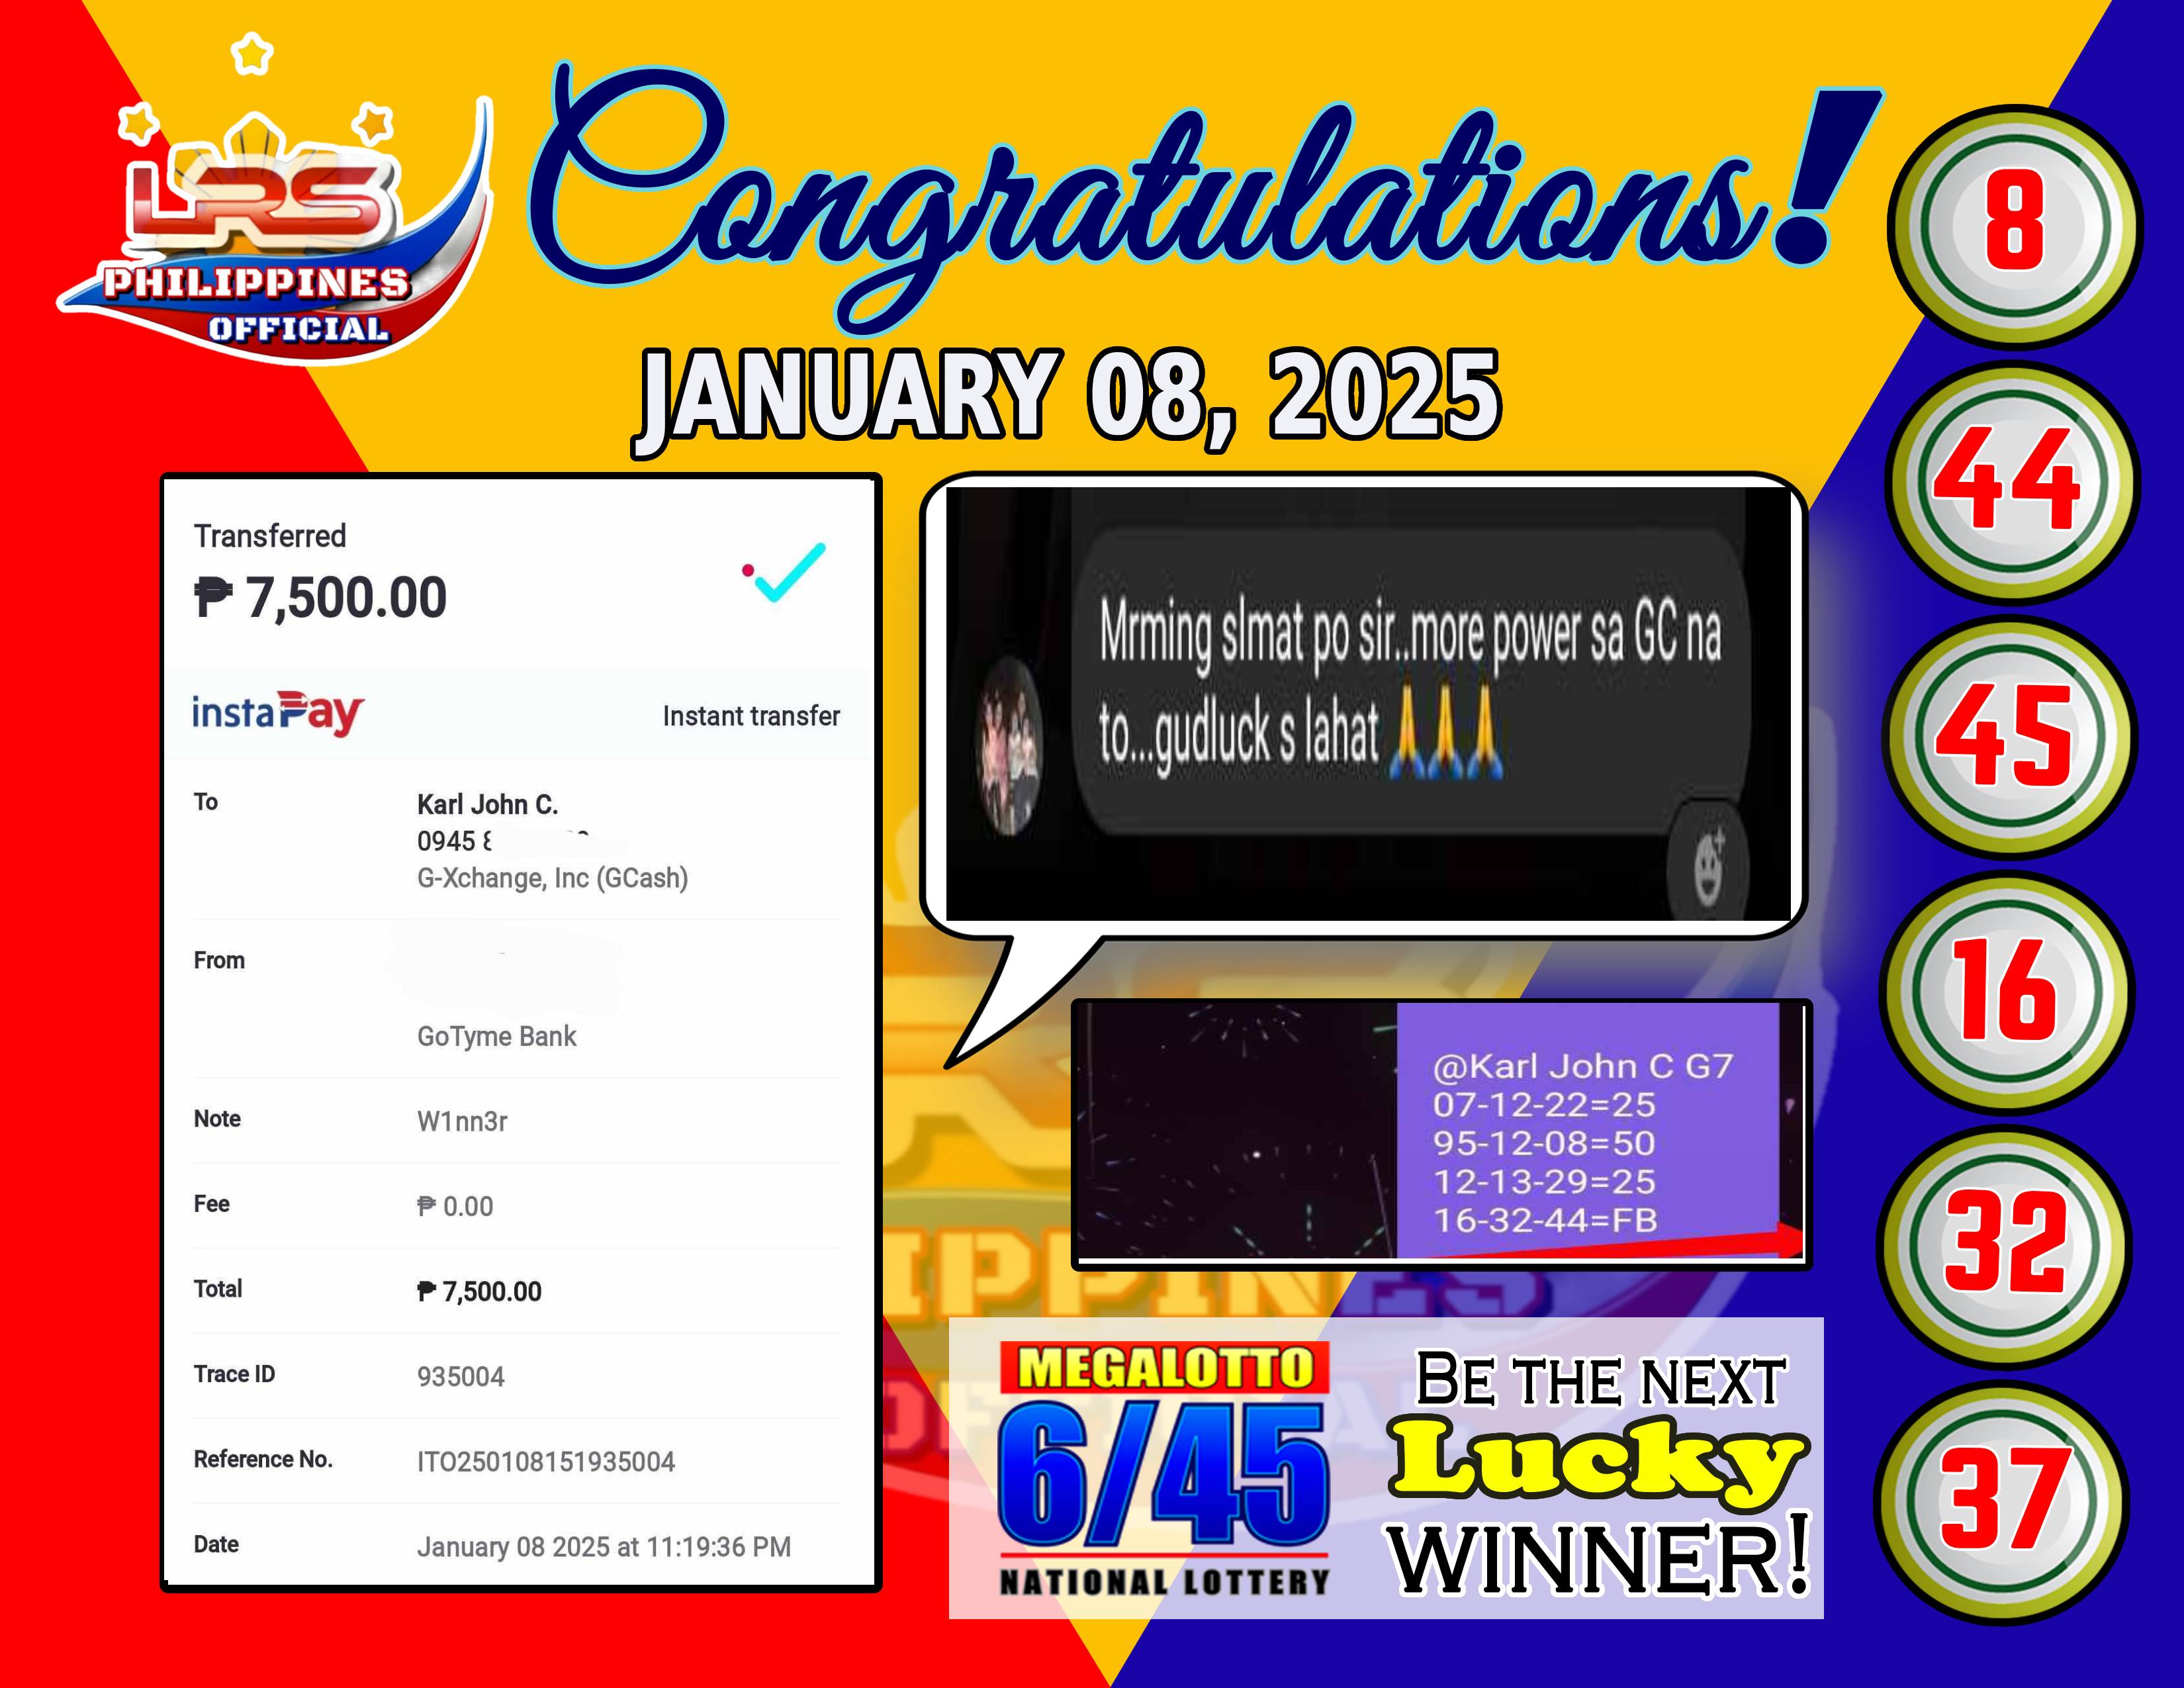 LRS
PHILIPPINES
OFFICIAL
Congratulations!
JANUARY 08, 2025
Transferred
₱ 7,500.00
instaPay
Instant transfer
To
Karl John C.
0945
G-Xchange, Inc (GCash)
From
GoTyme Bank
Note
W1nn3r
Fee
₱ 0.00
Total
₱ 7,500.00
Trace ID
935004
Reference No.
ITO250108151935004
Date
January 08 2025 at 11:19:36 PM
Mrming slmat po sir..more power sa GC na
to...gudluck s lahat 🙏🙏🙏
@Karl John C G7
07-12-22=25
95-12-08=50
12-13-29=25
16-32-44=FB
MEGALOTTO
6/45
NATIONAL LOTTERY
BE THE NEXT
Lucky
WINNER!
8
44
45
16
32
37